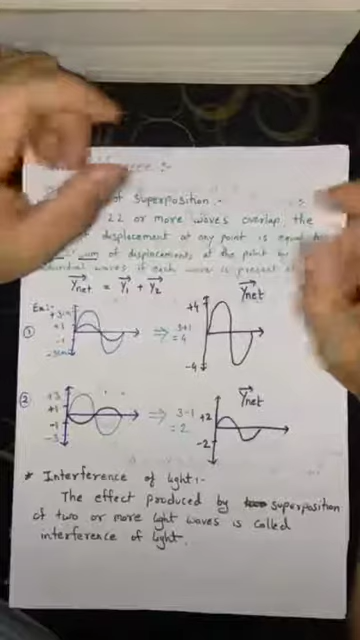 of Superposition :-
22 or more waves overlap, the
of displacement at any point is equal to
sum of displacements at the point by
individual waves if each wave is present
Ynet = Y1 + Y2
Ex:-
① +3 +1 -1 -3 ⇒ 3+1 = 4 +4 -4 Ynet
② +3 +1 -1 -3 ⇒ 3-1 = 2 +2 -2 Ynet
* Interference of light:-
The effect produced by superposition
of two or more light waves is called
interference of light.